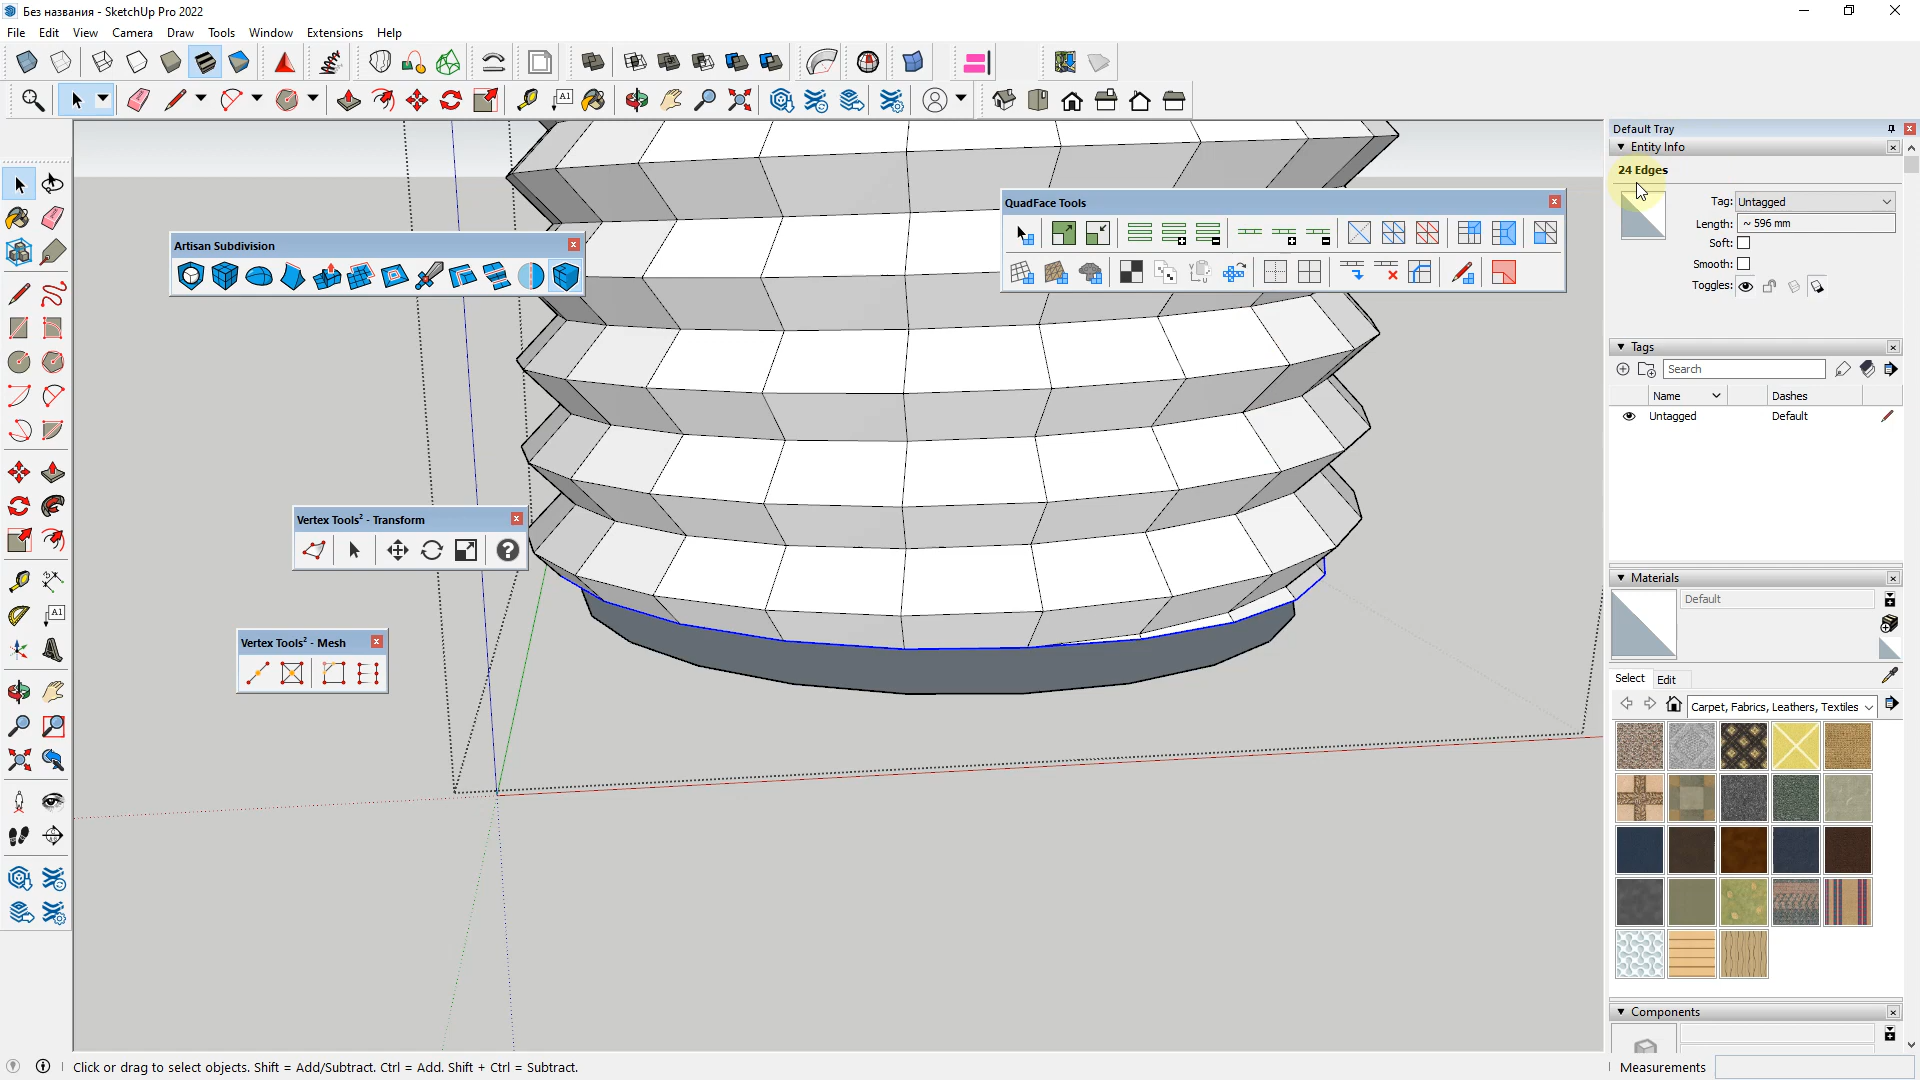 Без названия - SketchUp Pro 2022
File Edit View Camera Draw Tools Window Extensions Help
A1
Default Tray
Entity Info
24 Edges
Tag: Untagged
Length: ~ 596 mm
Soft:
Smooth:
Toggles:
QuadFace Tools
Artisan Subdivision
Tags
Search
Name Dashes
Untagged Default
Vertex Tools² - Transform
Materials
Default
A1
Vertex Tools² - Mesh
Select Edit
Carpet, Fabrics, Leathers, Textiles
Components
Click or drag to select objects. Shift = Add/Subtract. Ctrl = Add. Shift + Ctrl = Subtract.
Measurements